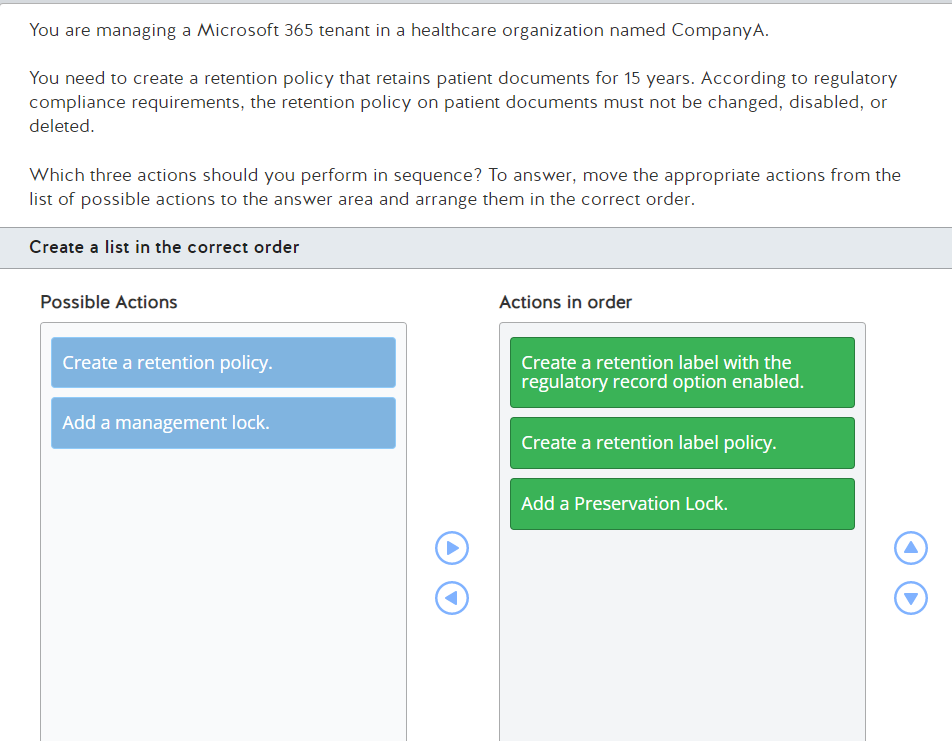 You are managing a Microsoft 365 tenant in a healthcare organization named CompanyA.
You need to create a retention policy that retains patient documents for 15 years. According to regulatory
compliance requirements, the retention policy on patient documents must not be changed, disabled, or
deleted.
Which three actions should you perform in sequence? To answer, move the appropriate actions from the
list of possible actions to the answer area and arrange them in the correct order.
Create a list in the correct order
Possible Actions
Create a retention policy.
Add a management lock.
Actions in order
Create a retention label with the
regulatory record option enabled.
Create a retention label policy.
Add a Preservation Lock.